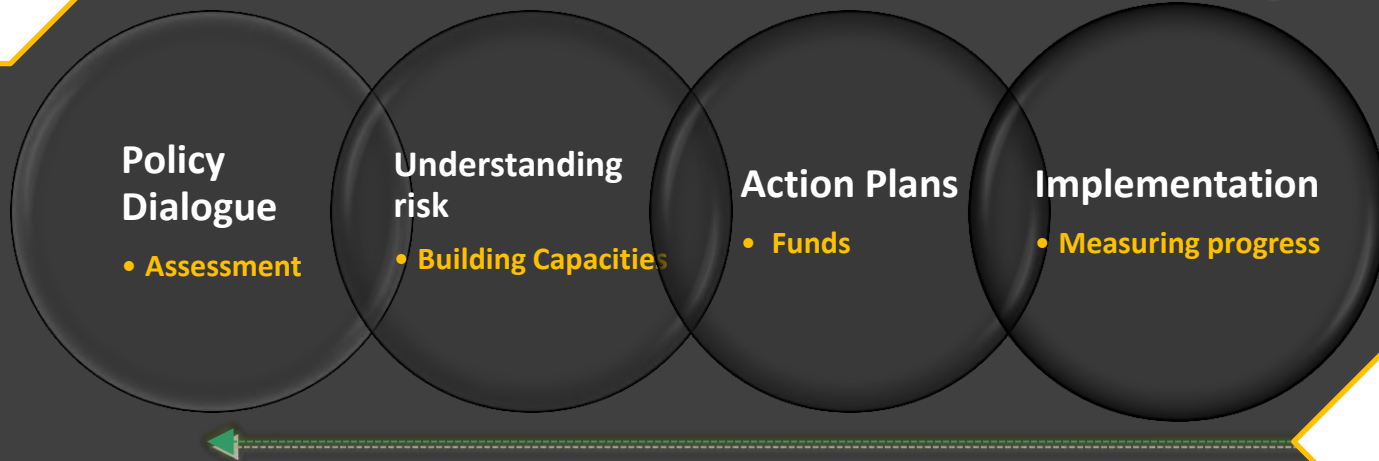 Policy
Dialogue
• Assessment
Understanding
risk
• Building Capacities
Action Plans
• Funds
Implementation
• Measuring progress